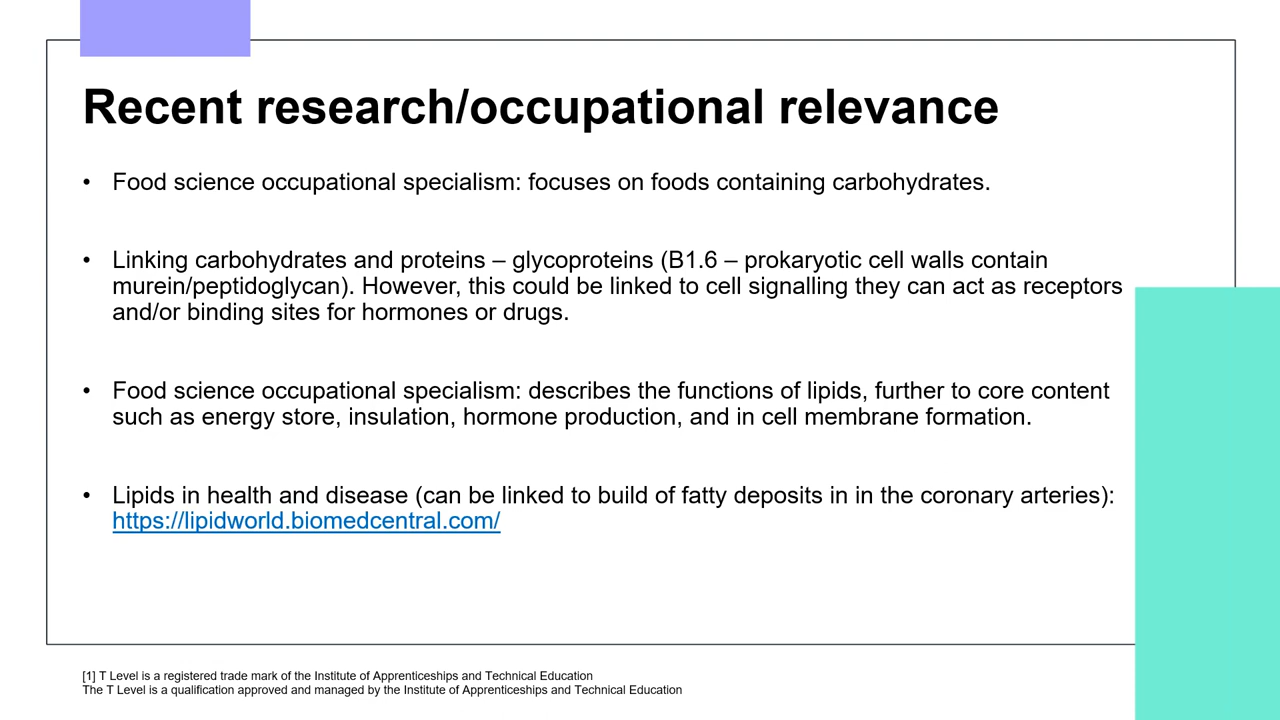 Recent research/occupational relevance
• Food science occupational specialism: focuses on foods containing carbohydrates.
• Linking carbohydrates and proteins – glycoproteins (B1.6 – prokaryotic cell walls contain
murein/peptidoglycan). However, this could be linked to cell signalling they can act as receptors
and/or binding sites for hormones or drugs.
• Food science occupational specialism: describes the functions of lipids, further to core content
such as energy store, insulation, hormone production, and in cell membrane formation.
• Lipids in health and disease (can be linked to build of fatty deposits in in the coronary arteries):
https://lipidworld.biomedcentral.com/
[1] T Level is a registered trade mark of the Institute of Apprenticeships and Technical Education
The T Level is a qualification approved and managed by the Institute of Apprenticeships and Technical Education